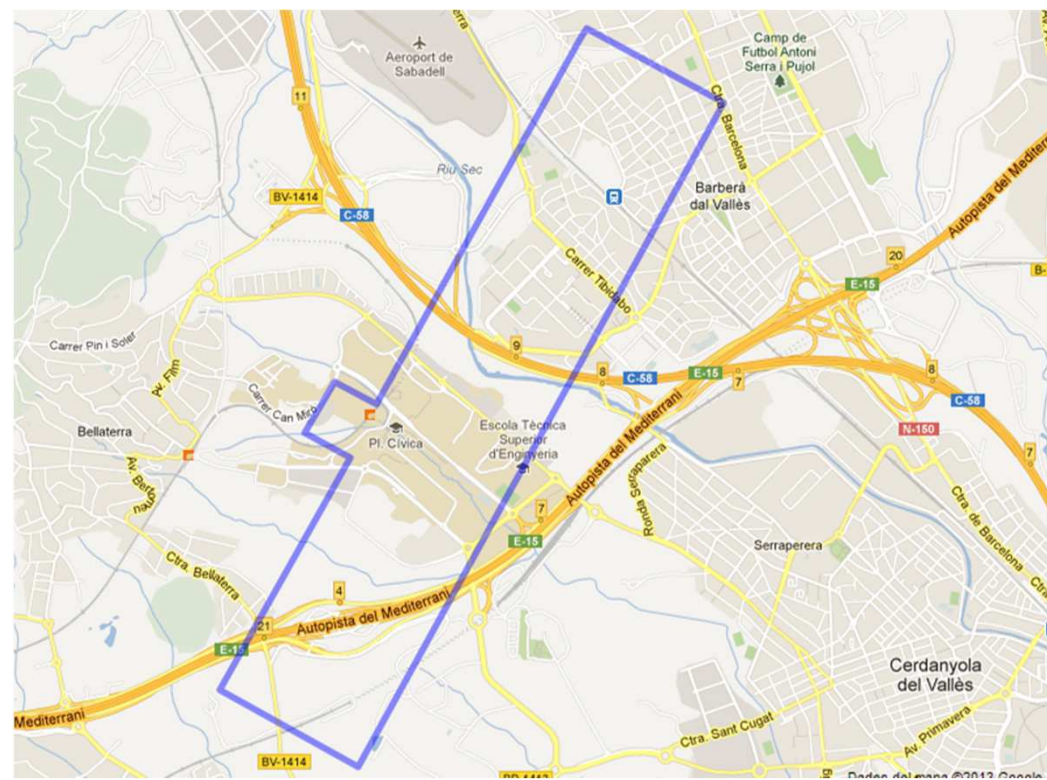 Aeroport de
Sabadell
Camp de
Futbol Antoni
Serra i Pujol
11
Ctra. Barcelona
Riu Sec
BV-1414
C-58
Barberà
dal Vallès
Autopista del Mediterrani
20
E-15
B-
Carrer Tibidabo
Carrer Pin i Soler
Av. Film
9
8
C-58
E-15
7
8
C-58
Carrer Can Miró
Bellaterra
Pl. Cívica
Escola Tècnica
Superior
d'Enginyeria
N-150
7
Autopista del Mediterrani
Ronda Serraparera
7
E-15
Serraperera
Ctra. de Barcelona
Ctra. Bellaterra
4
Autopista del Mediterrani
21
E-15
Mediterrani
Cerdanyola
del Vallès
Ctra. Sant Cugat
Av. Primavera
BV-1414
Dades del mapa ©2013 Google